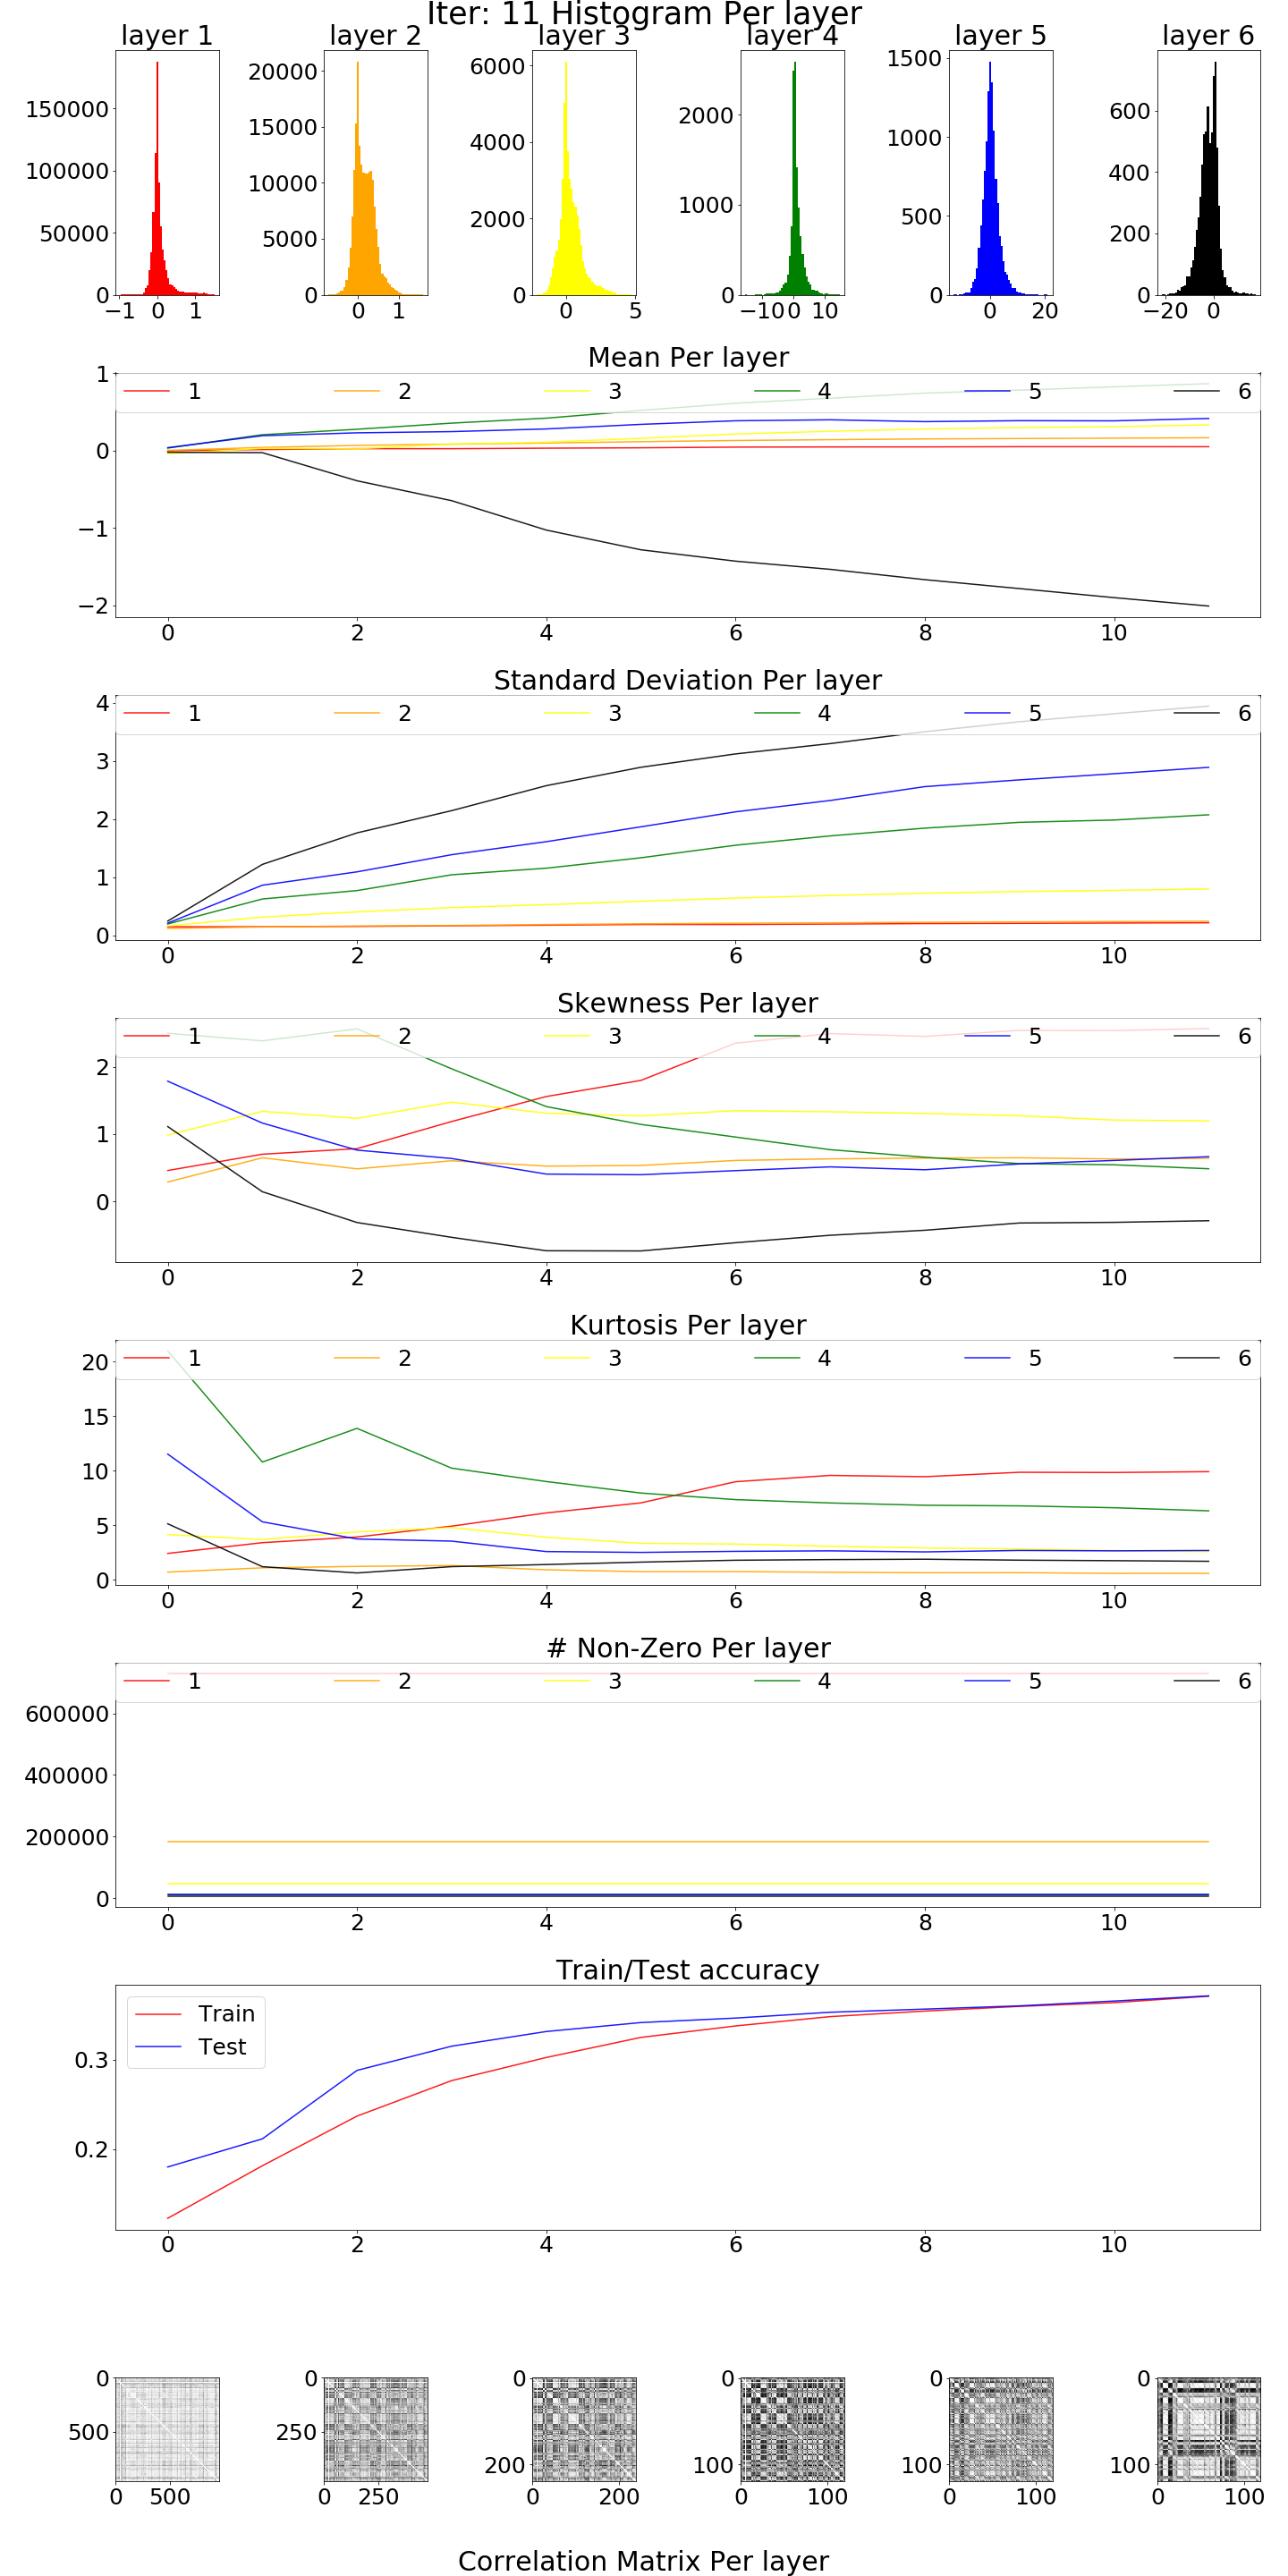 Iter: 11 Histogram Per layer
layer 1 layer 2 layer 3 layer 4 layer 5 layer 6
150000 100000 50000 0
−1 0 1
20000 15000 10000 5000 0
0 1
6000 4000 2000 0
0 5
2000 1000 0
−10 0 10
1500 1000 500 0
0 20
600 400 200 0
−20 0
Mean Per layer
1 2 3 4 5 6
1
0
−1
−2
0 2 4 6 8 10
Standard Deviation Per layer
1 2 3 4 5 6
4
3
2
1
0
0 2 4 6 8 10
Skewness Per layer
1 2 3 4 5 6
2
1
0
0 2 4 6 8 10
Kurtosis Per layer
1 2 3 4 5 6
20
15
10
5
0
0 2 4 6 8 10
# Non-Zero Per layer
1 2 3 4 5 6
600000
400000
200000
0
0 2 4 6 8 10
Train/Test accuracy
Train
Test
0.3
0.2
0 2 4 6 8 10
0 500
0 500
0 250
0 250
0 200
0 200
0 100
0 100
0 100
0 100
0 100
0 100
Correlation Matrix Per layer